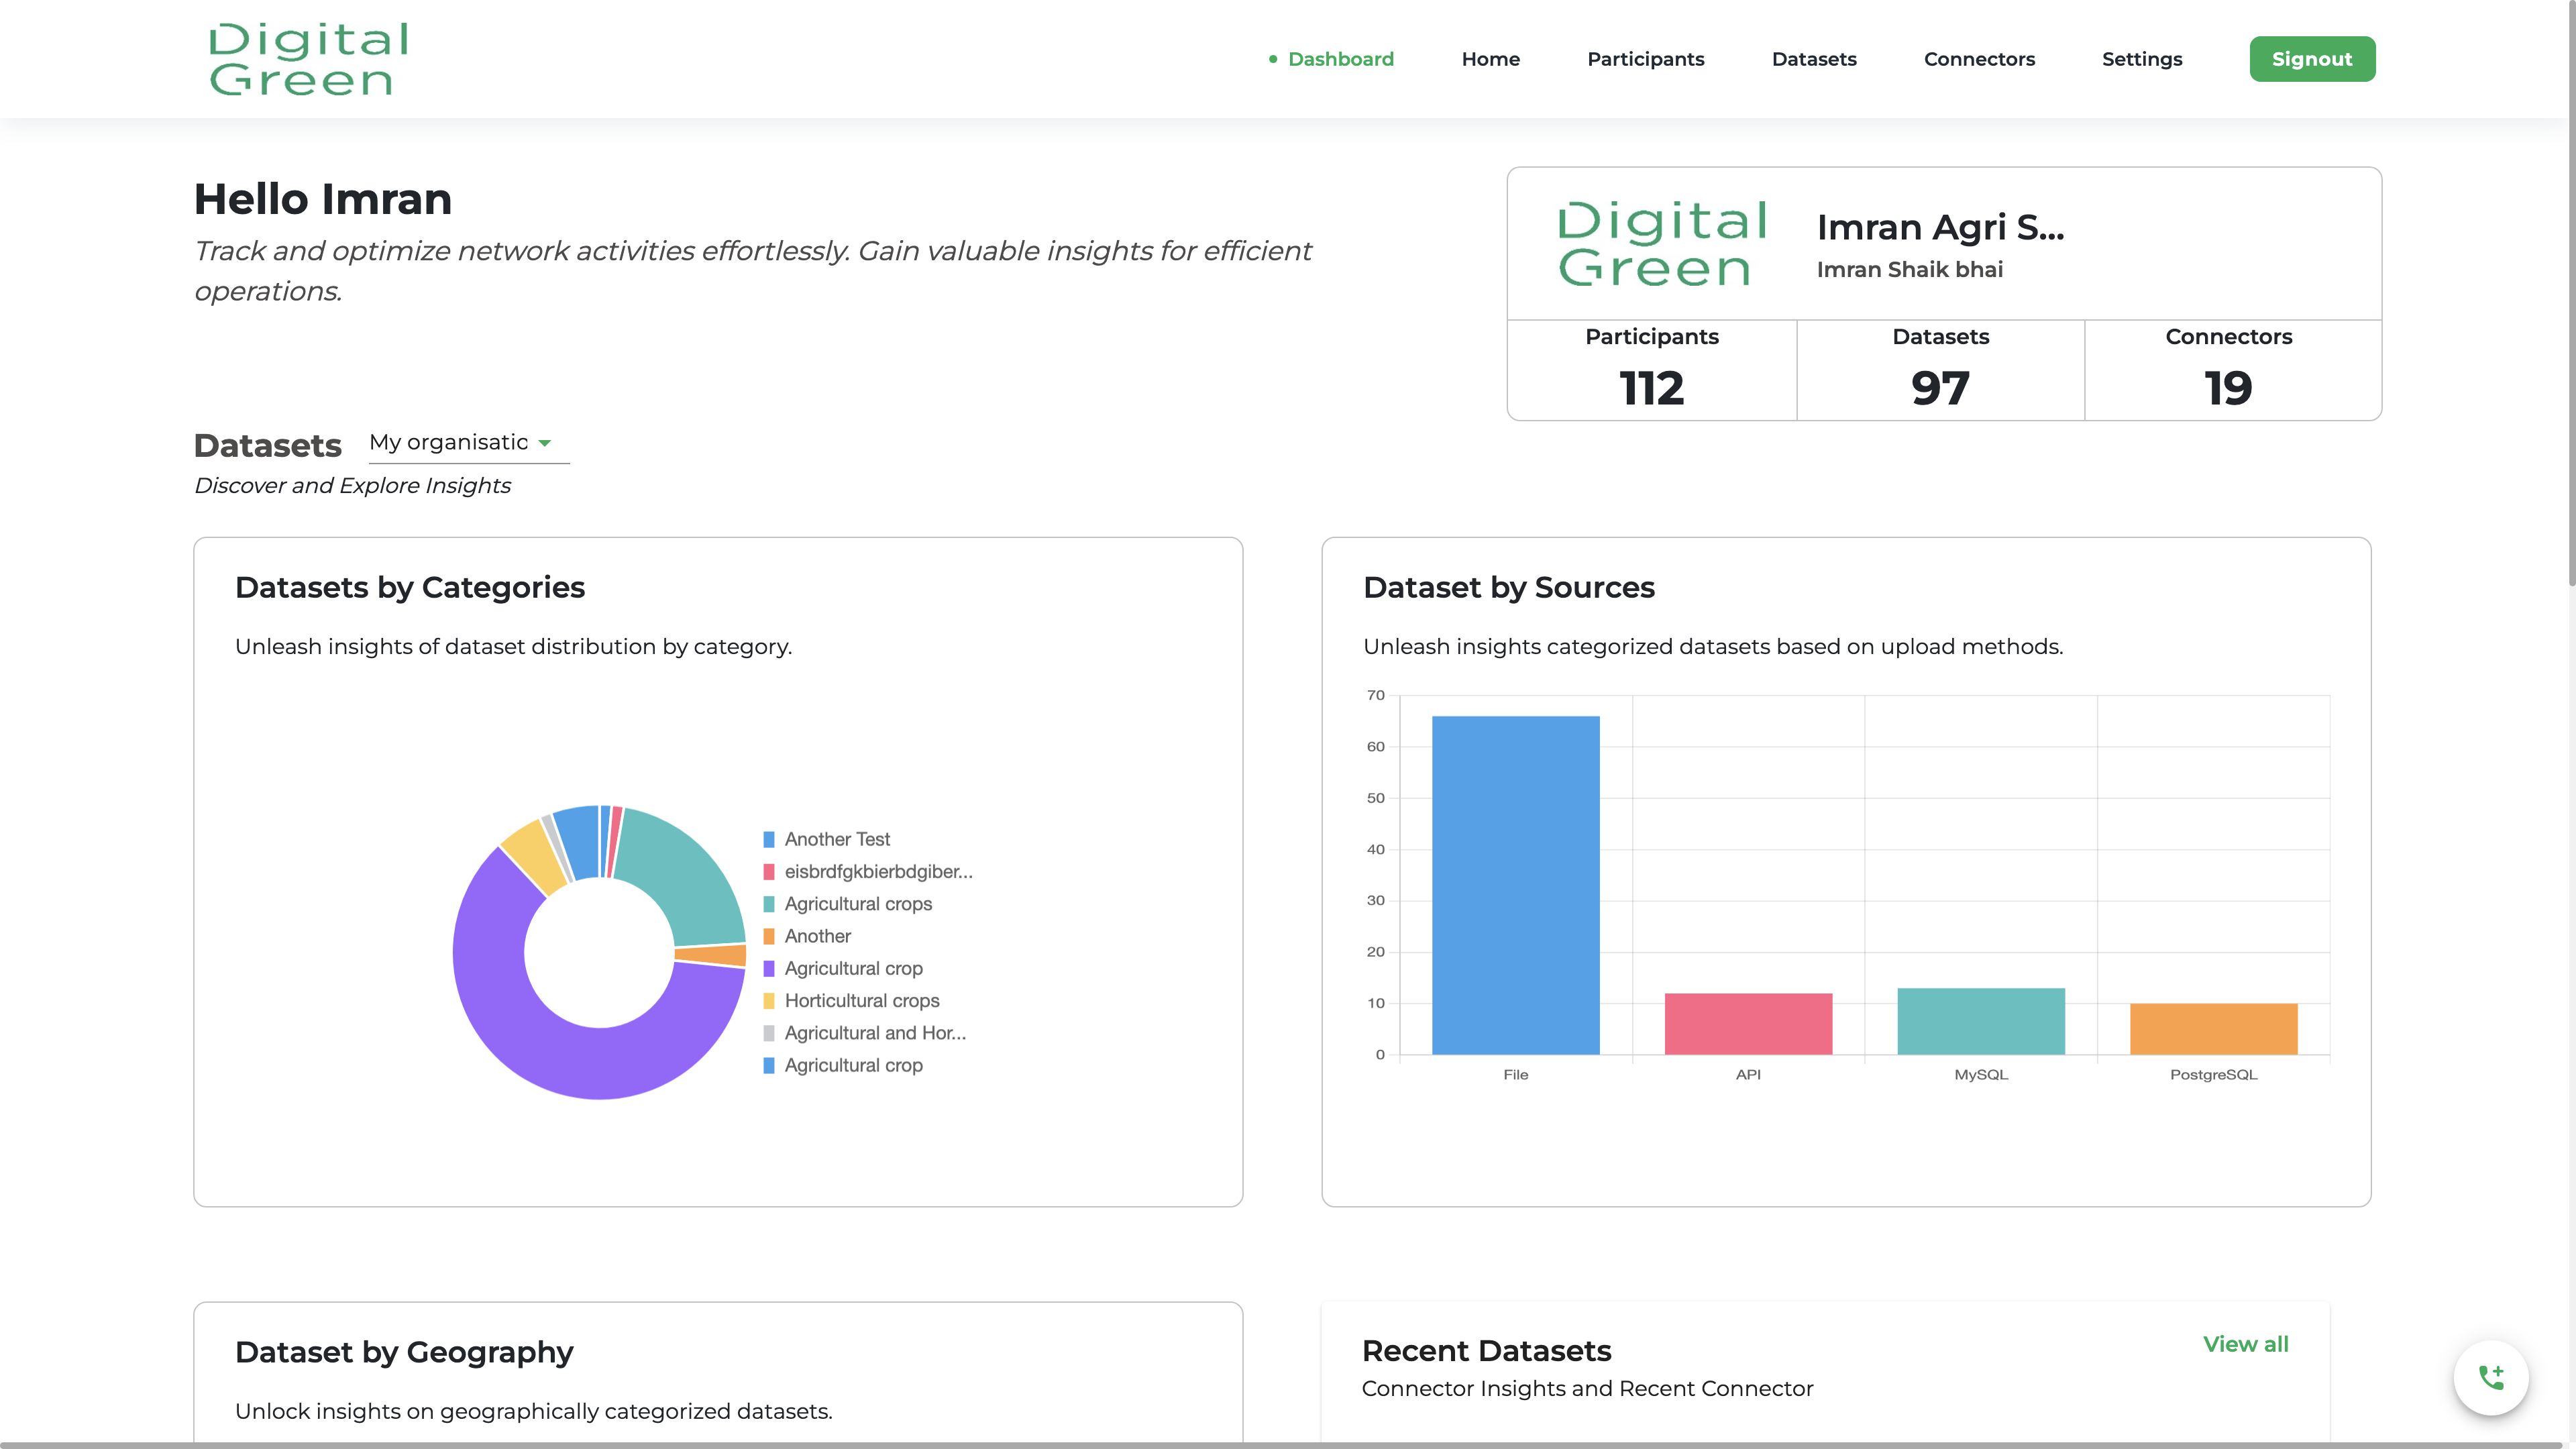 Digital
Green
Dashboard
Home
Participants
Datasets
Connectors
Settings
Signout
Hello Imran
Track and optimize network activities effortlessly. Gain valuable insights for efficient
operations.
Digital
Green
Imran Agri S...
Imran Shaik bhai
Participants
112
Datasets
97
Connectors
19
Datasets
My organisatic
Discover and Explore Insights
Datasets by Categories
Unleash insights of dataset distribution by category.
Another Test
eisbrdfgkbierbdgiber...
Agricultural crops
Another
Agricultural crop
Horticultural crops
Agricultural and Hor...
Agricultural crop
Dataset by Sources
Unleash insights categorized datasets based on upload methods.
70
60
50
40
30
20
10
0
File
API
MySQL
PostgreSQL
Dataset by Geography
Unlock insights on geographically categorized datasets.
Recent Datasets
View all
Connector Insights and Recent Connector